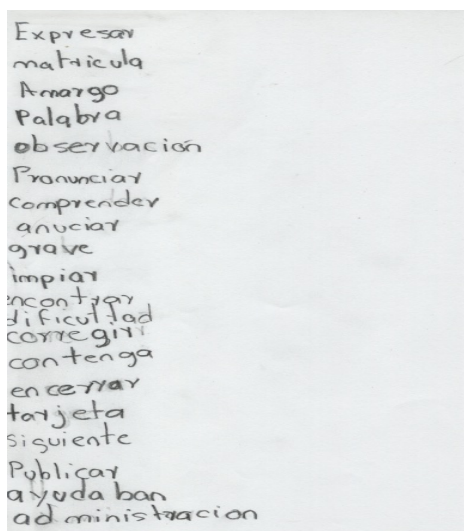 Expresar
matricula
Amargo
Palabra
observación
Pronunciar
comprender
anuciar
grave
impiar
encontrar
dificultad
corregir
contenga
encerrar
tarjeta
siguiente
Publicar
ayudaban
administracion